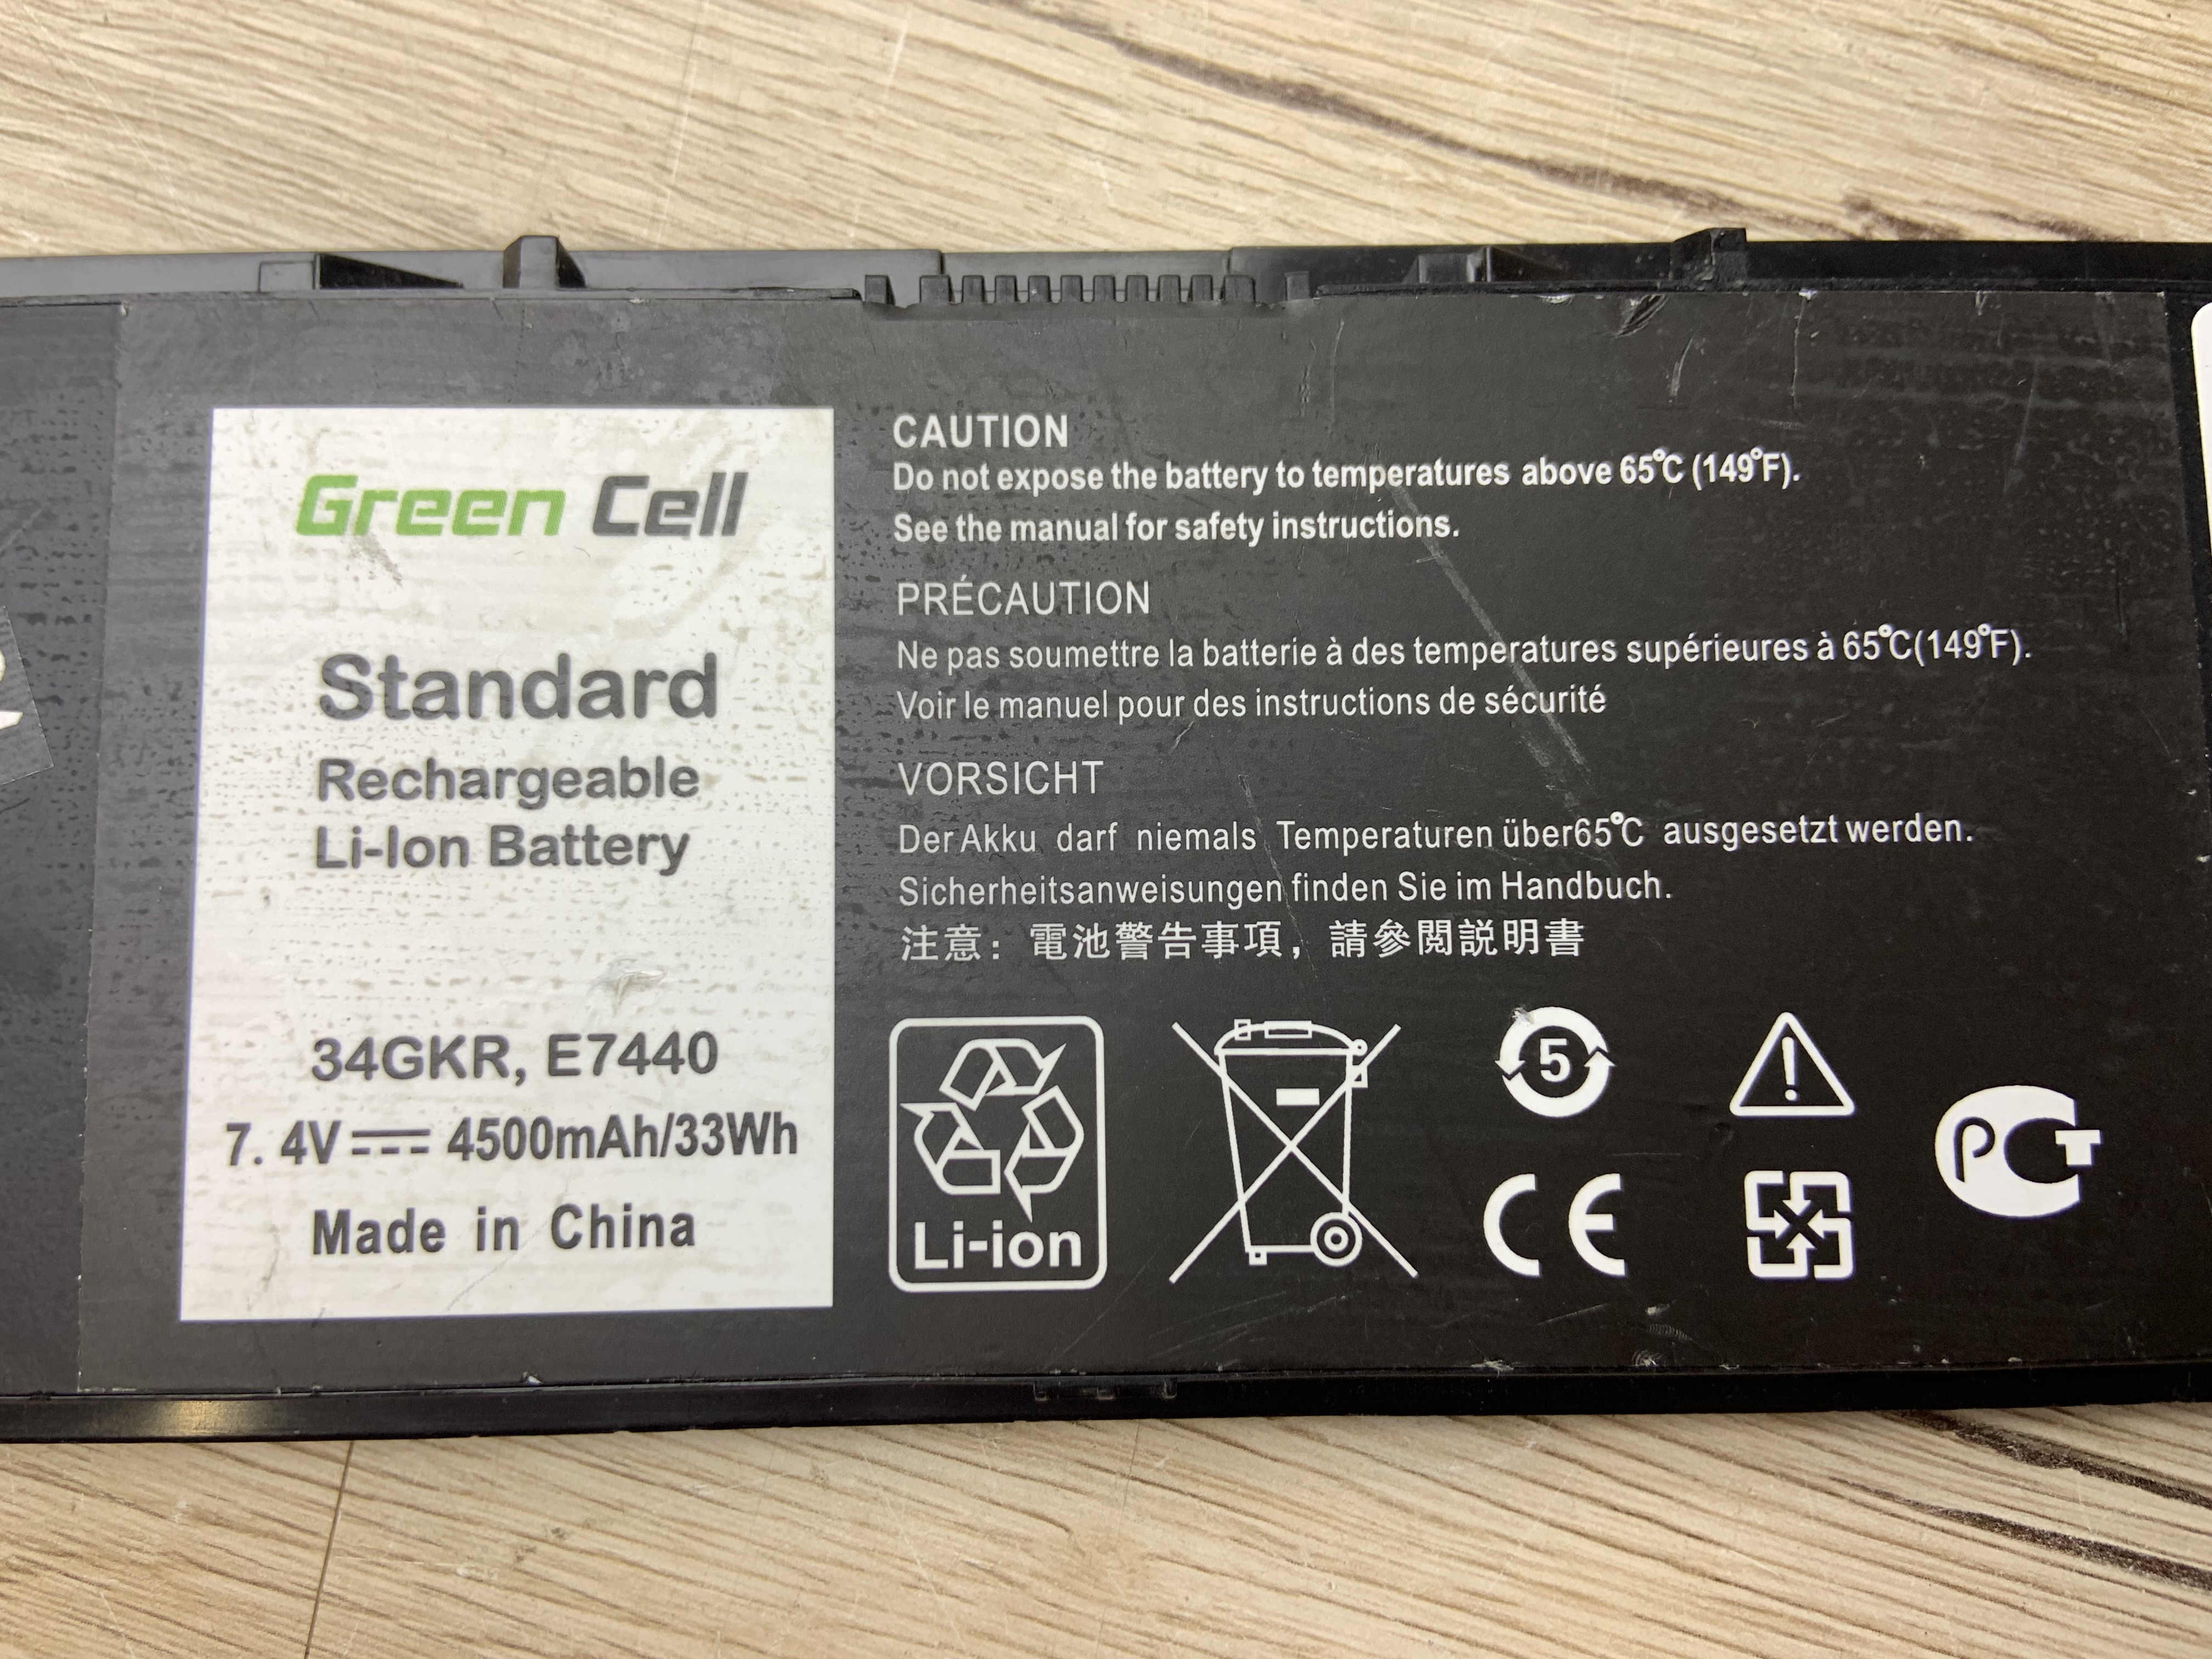 Green Cell
Standard
Rechargeable
Li-Ion Battery
34GKR, E7440
7.4V⎓4500mAh/33Wh
Made in China
CAUTION
Do not expose the battery to temperatures above 65°C (149°F).
See the manual for safety instructions.
PRÉCAUTION
Ne pas soumettre la batterie à des temperatures supérieures à 65°C(149°F).
Voir le manuel pour des instructions de sécurité
VORSICHT
Der Akku darf niemals Temperaturen über65°C ausgesetzt werden.
Sicherheitsanweisungen finden Sie im Handbuch.
注意：電池警告事項，請參閲説明書
Li-ion
5
CE
PCT